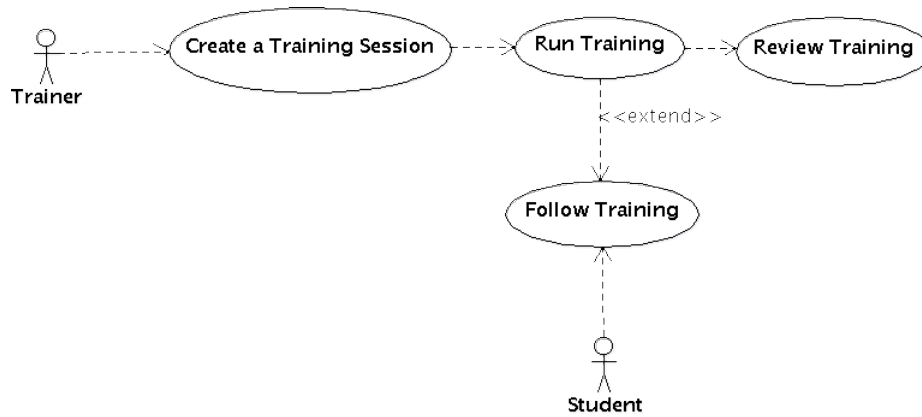 Create a Training Session
Run Training
Review Training
Trainer
<<extend>>
Follow Training
Student